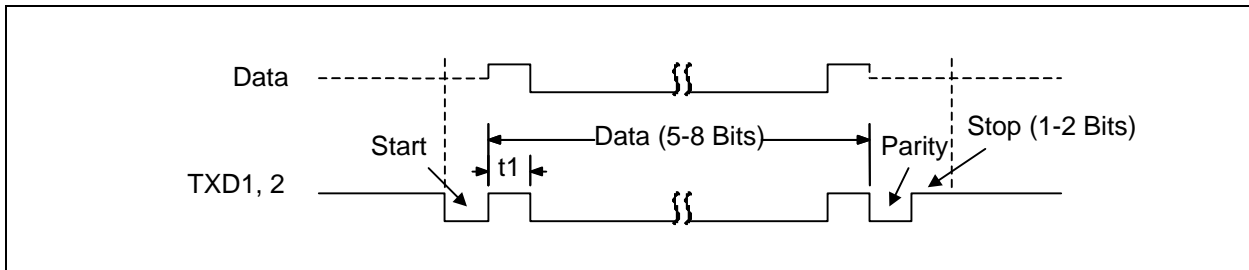 Data
Data (5-8 Bits)
Stop (1-2 Bits)
Start
Parity
t1
TXD1, 2